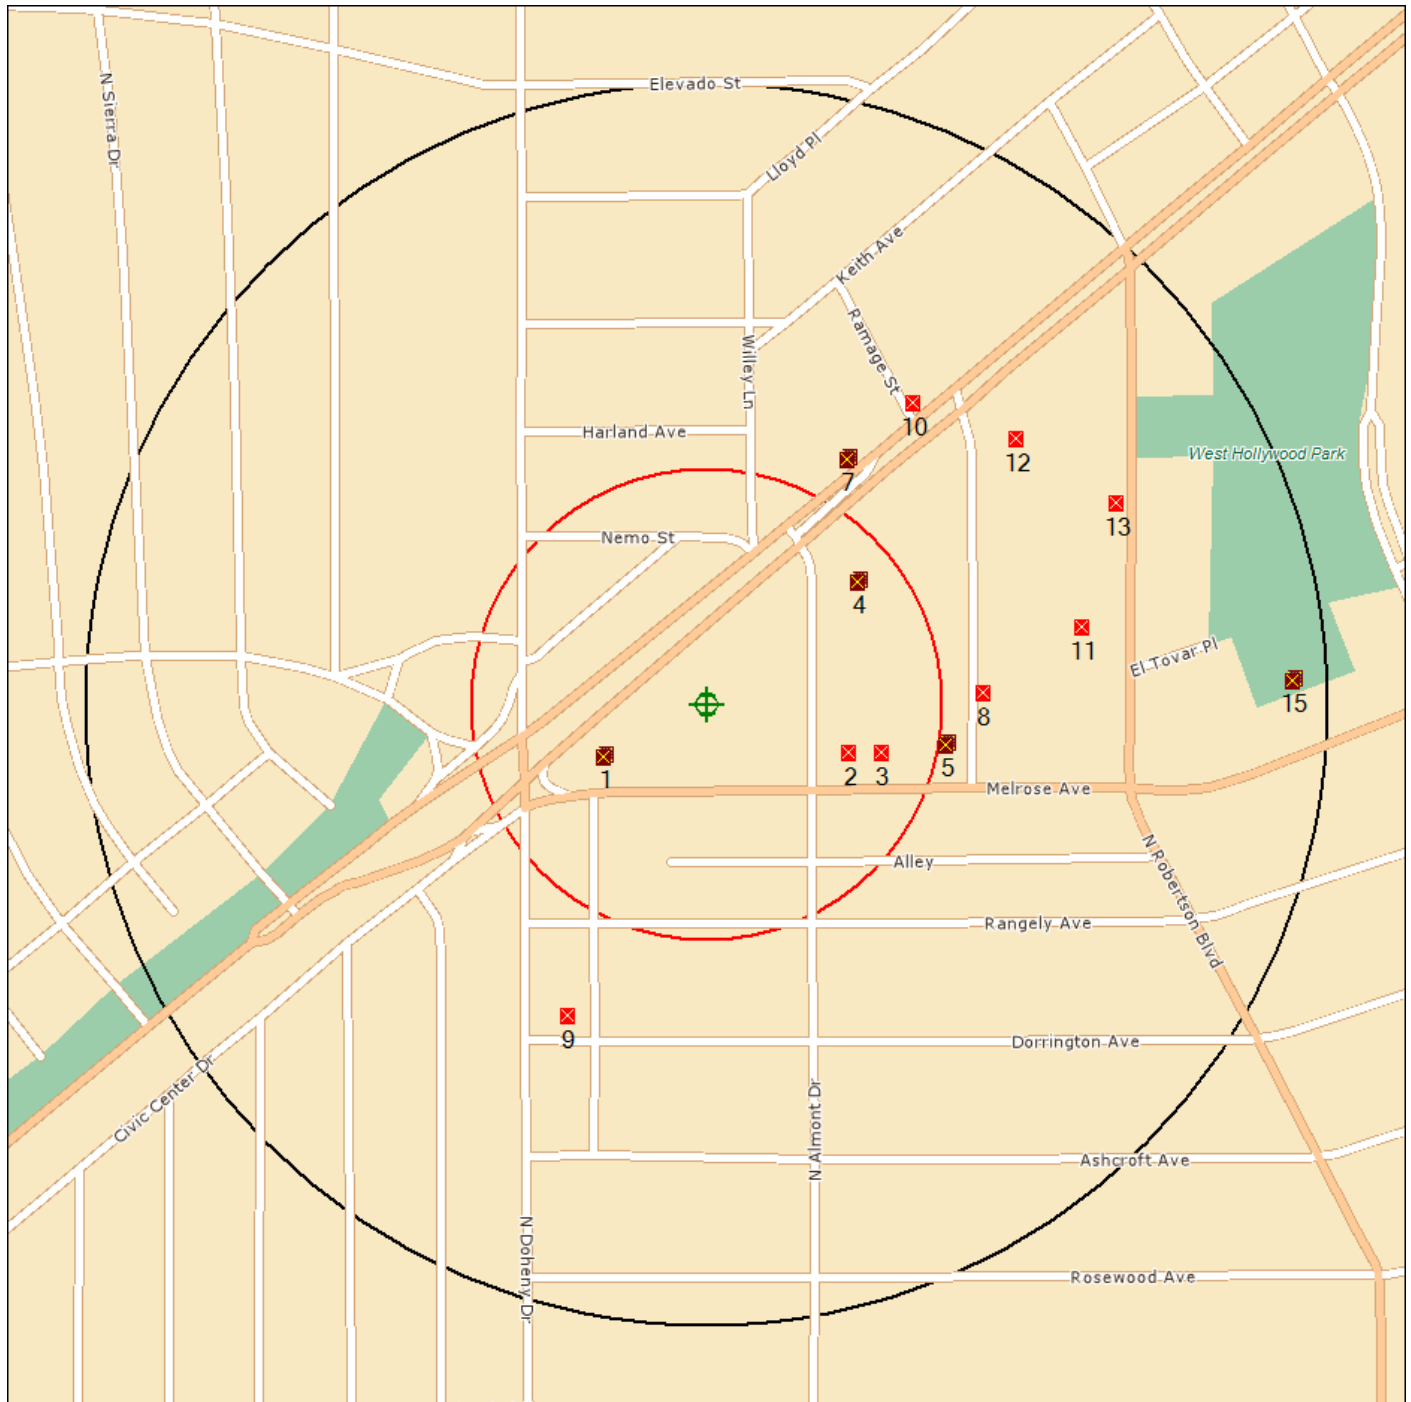 Elevado St
N Sierra Dr
Lloyd Pl
Keith Ave
Ramage St
Willey Ln
Harland Ave
10
12
West Hollywood Park
7
13
Nemo St
4
11
El Tovar Pl
15
8
1
2
3
5
Melrose Ave
Alley
N Robertson Blvd
Rangely Ave
9
Dorrington Ave
Civic Center Dr
N Almont Dr
Ashcroft Ave
N Doheny Dr
Rosewood Ave